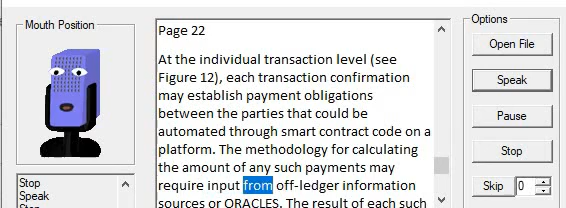 Mouth Position
Stop
Speak
Page 22
At the individual transaction level (see
Figure 12), each transaction confirmation
may establish payment obligations
between the parties that could be
automated through smart contract code on a
platform. The methodology for calculating
the amount of any such payments may
require input from off-ledger information
sources or ORACLES. The result of each such
Options
Open File
Speak
Pause
Stop
Skip 0